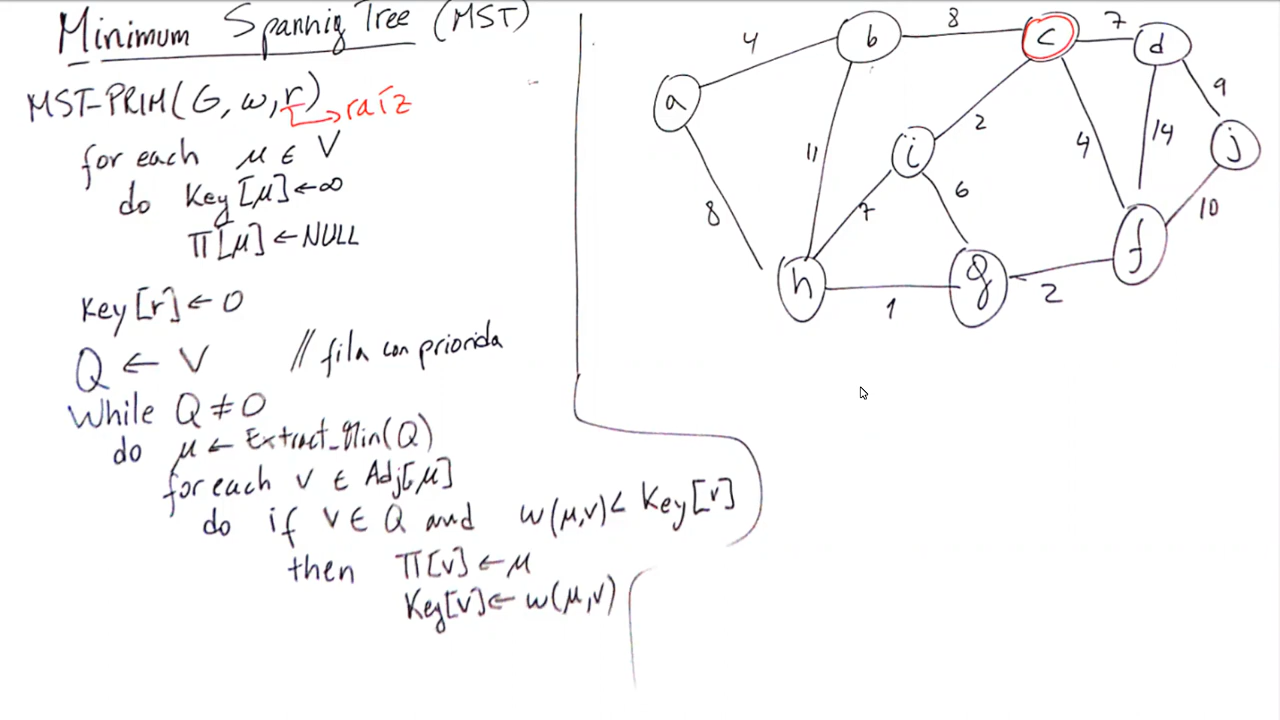 Minimum Spannig Tree (MST)
MST-PRIM(G, w, r)
raíz
for each μ ∈ V
do Key[μ] ← ∞
π[μ] ← NULL
Key[r] ← 0
Q ← V // fila con priorida
While Q ≠ 0
do μ ← Extract_Min(Q)
for each v ∈ Adj[μ]
do if v ∈ Q and w(μ,v) < Key[v]
then π[v] ← μ
Key[v] ← w(μ,v)
8
7
4
b
c
d
9
a
2
11
i
4
14
j
6
8
7
10
f
h
g
1
2